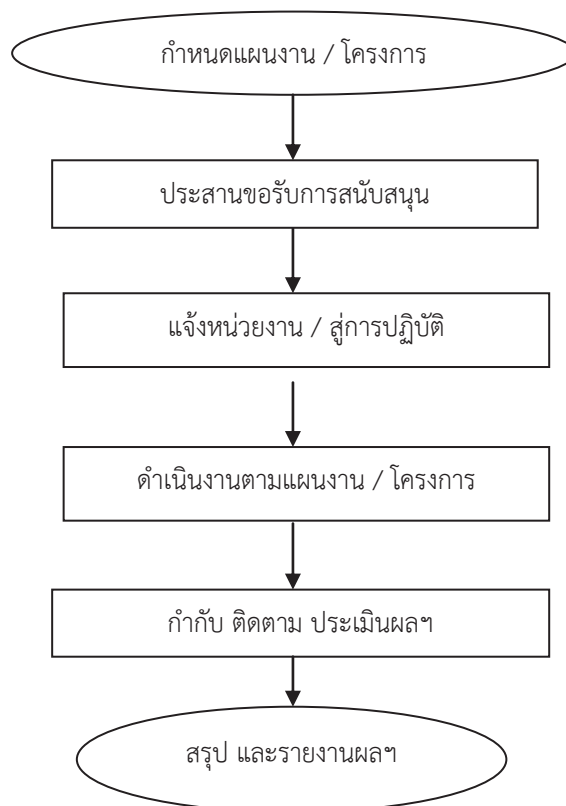 กำหนดแผนงาน / โครงการ
ประสานขอรับการสนับสนุน
แจ้งหน่วยงาน / สู่การปฏิบัติ
ดำเนินงานตามแผนงาน / โครงการ
กำกับ ติดตาม ประเมินผลฯ
สรุป และรายงานผลฯ